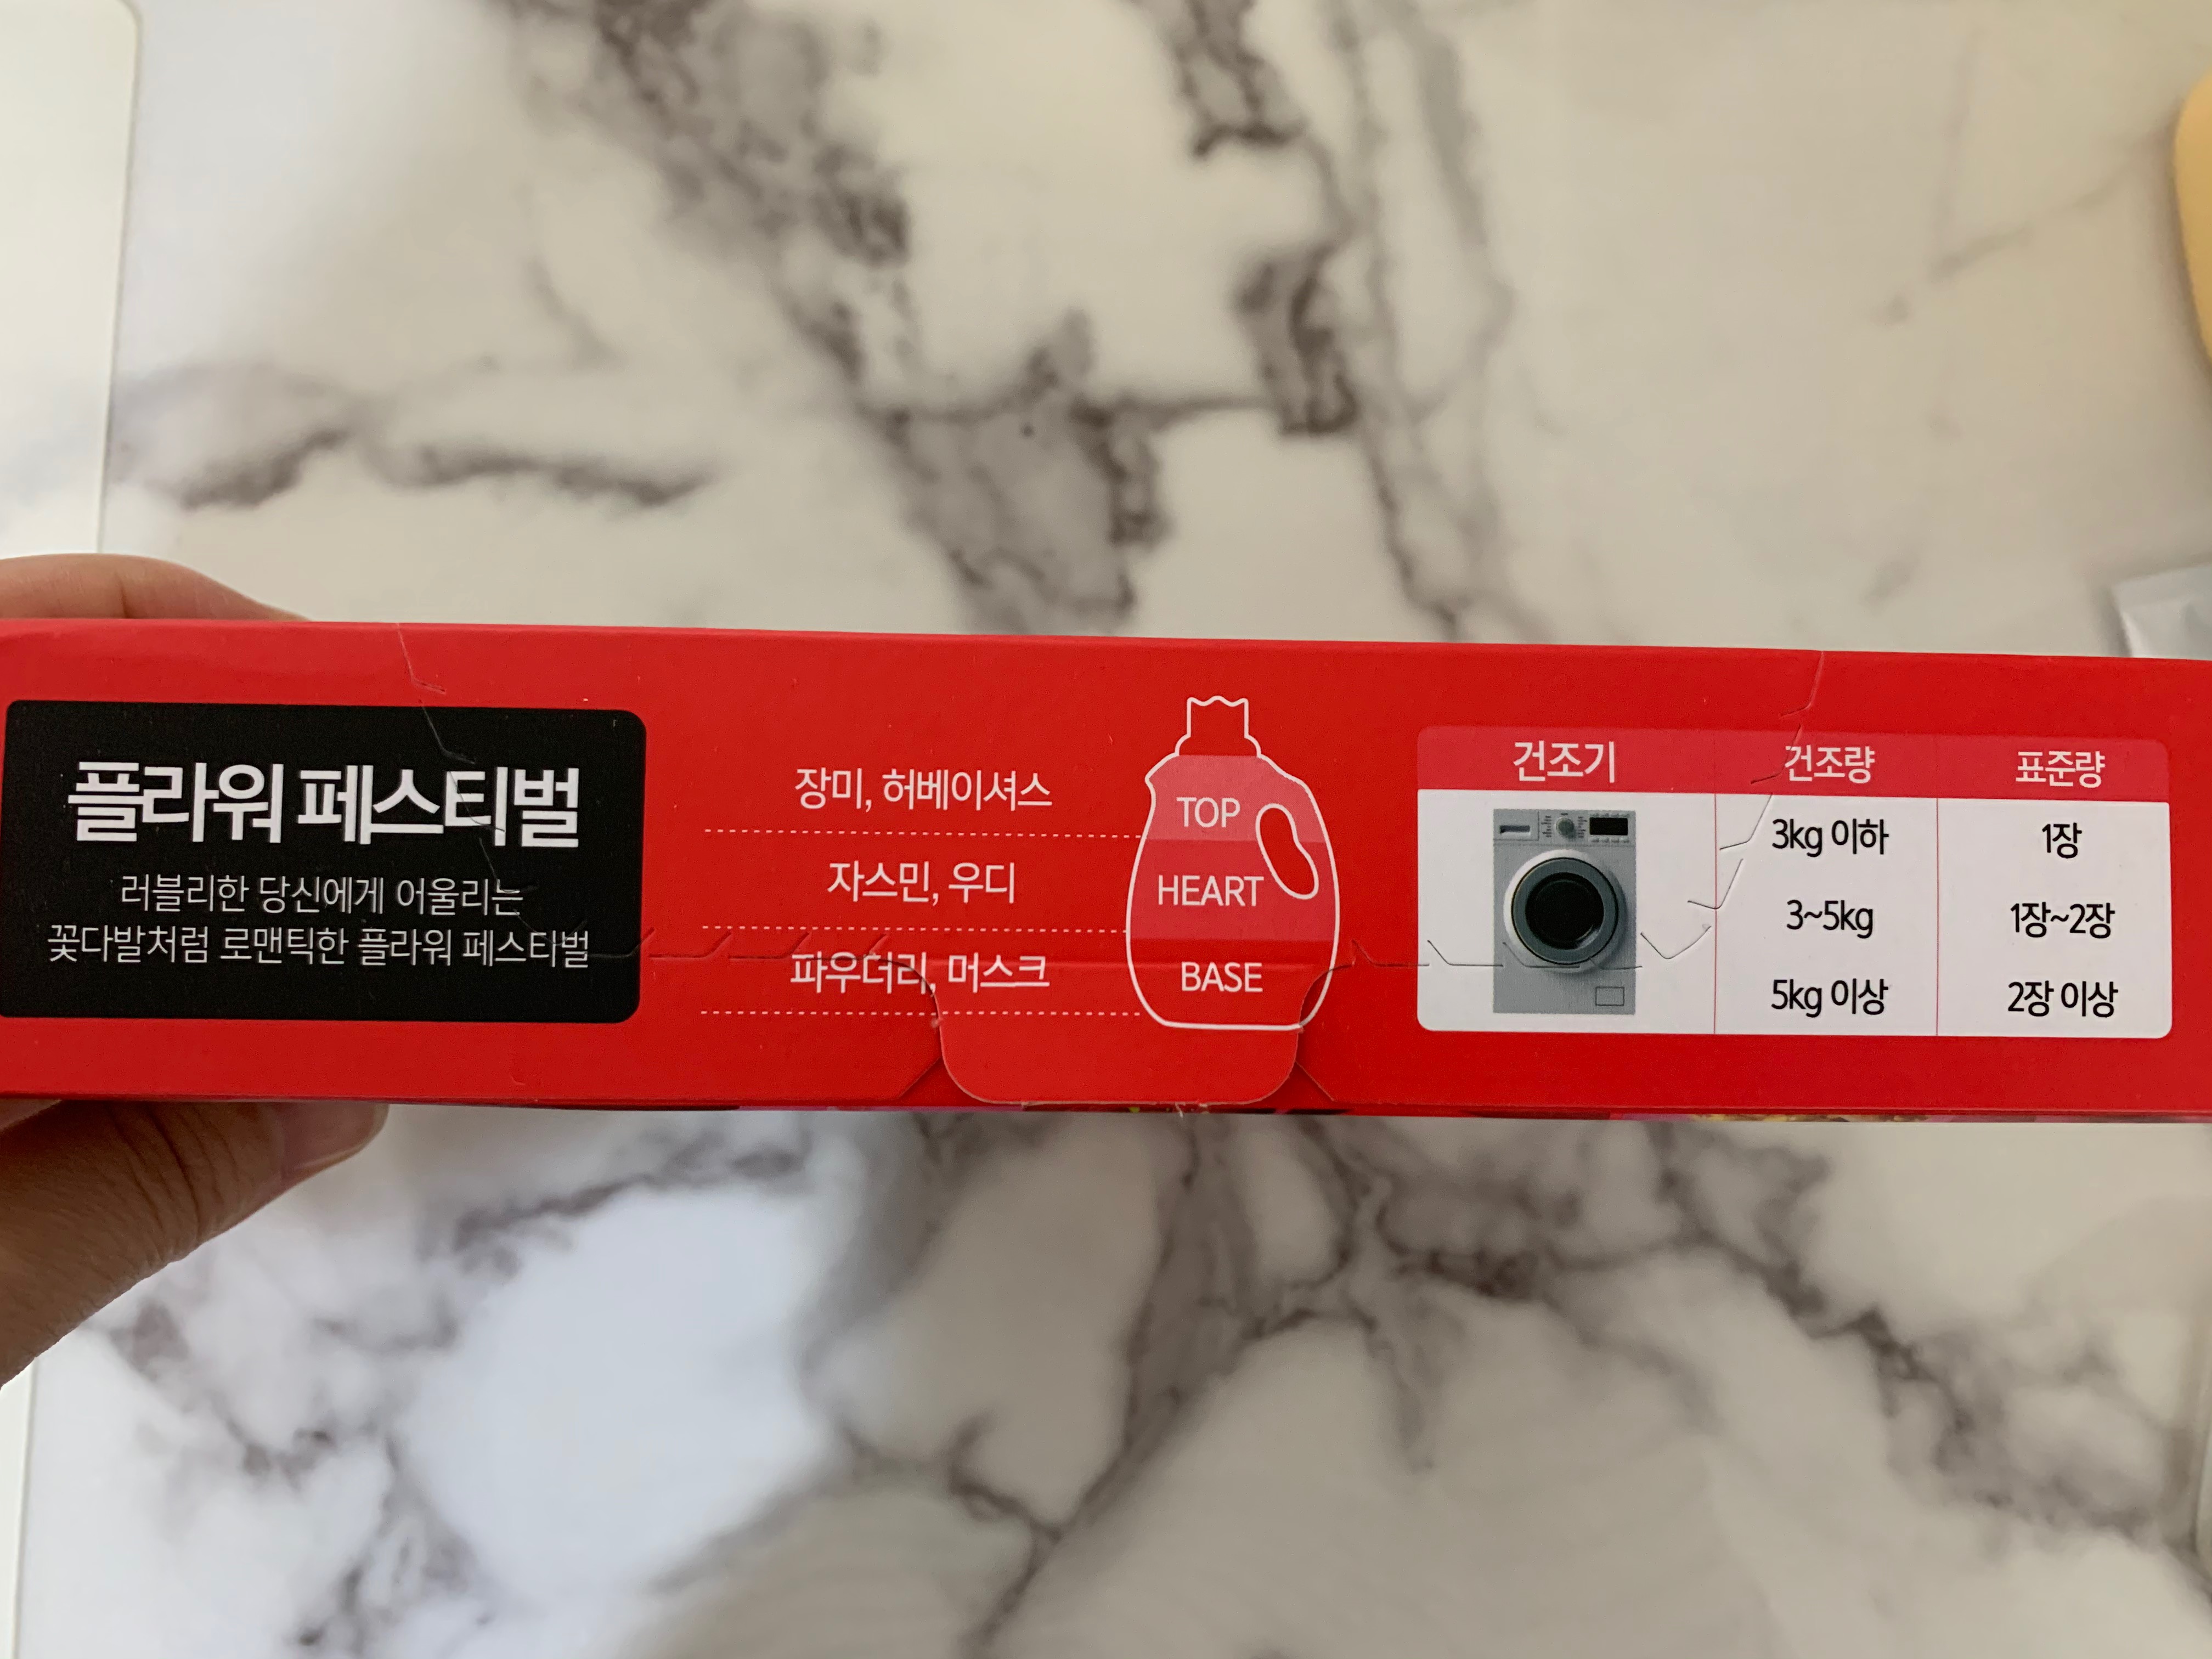 플라워 페스티벌
러블리한 당신에게 어울리는
꽃다발처럼 로맨틱한 플라워 페스티벌
장미, 허베이셔스
자스민, 우디
파우더리, 머스크
TOP
HEART
BASE
건조기 건조량 표준량
3kg 이하 1장
3~5kg 1장~2장
5kg 이상 2장 이상